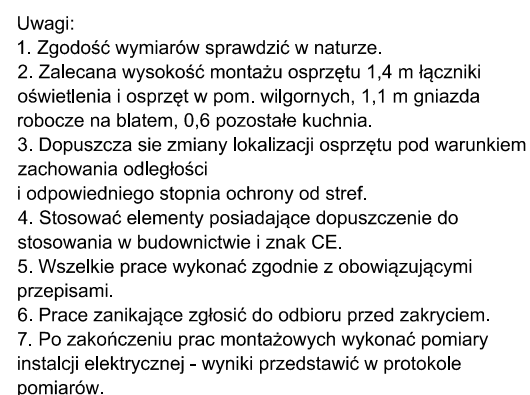 Uwagi:
1. Zgodość wymiarów sprawdzić w naturze.
2. Zalecana wysokość montażu osprzętu 1,4 m łączniki
oświetlenia i osprzęt w pom. wilgornych, 1,1 m gniazda
robocze na blatem, 0,6 pozostałe kuchnia.
3. Dopuszcza sie zmiany lokalizacji osprzętu pod warunkiem
zachowania odległości
i odpowiedniego stopnia ochrony od stref.
4. Stosować elementy posiadające dopuszczenie do
stosowania w budownictwie i znak CE.
5. Wszelkie prace wykonać zgodnie z obowiązującymi
przepisami.
6. Prace zanikające zgłosić do odbioru przed zakryciem.
7. Po zakończeniu prac montażowych wykonać pomiary
instalcji elektrycznej - wyniki przedstawić w protokole
pomiarów.